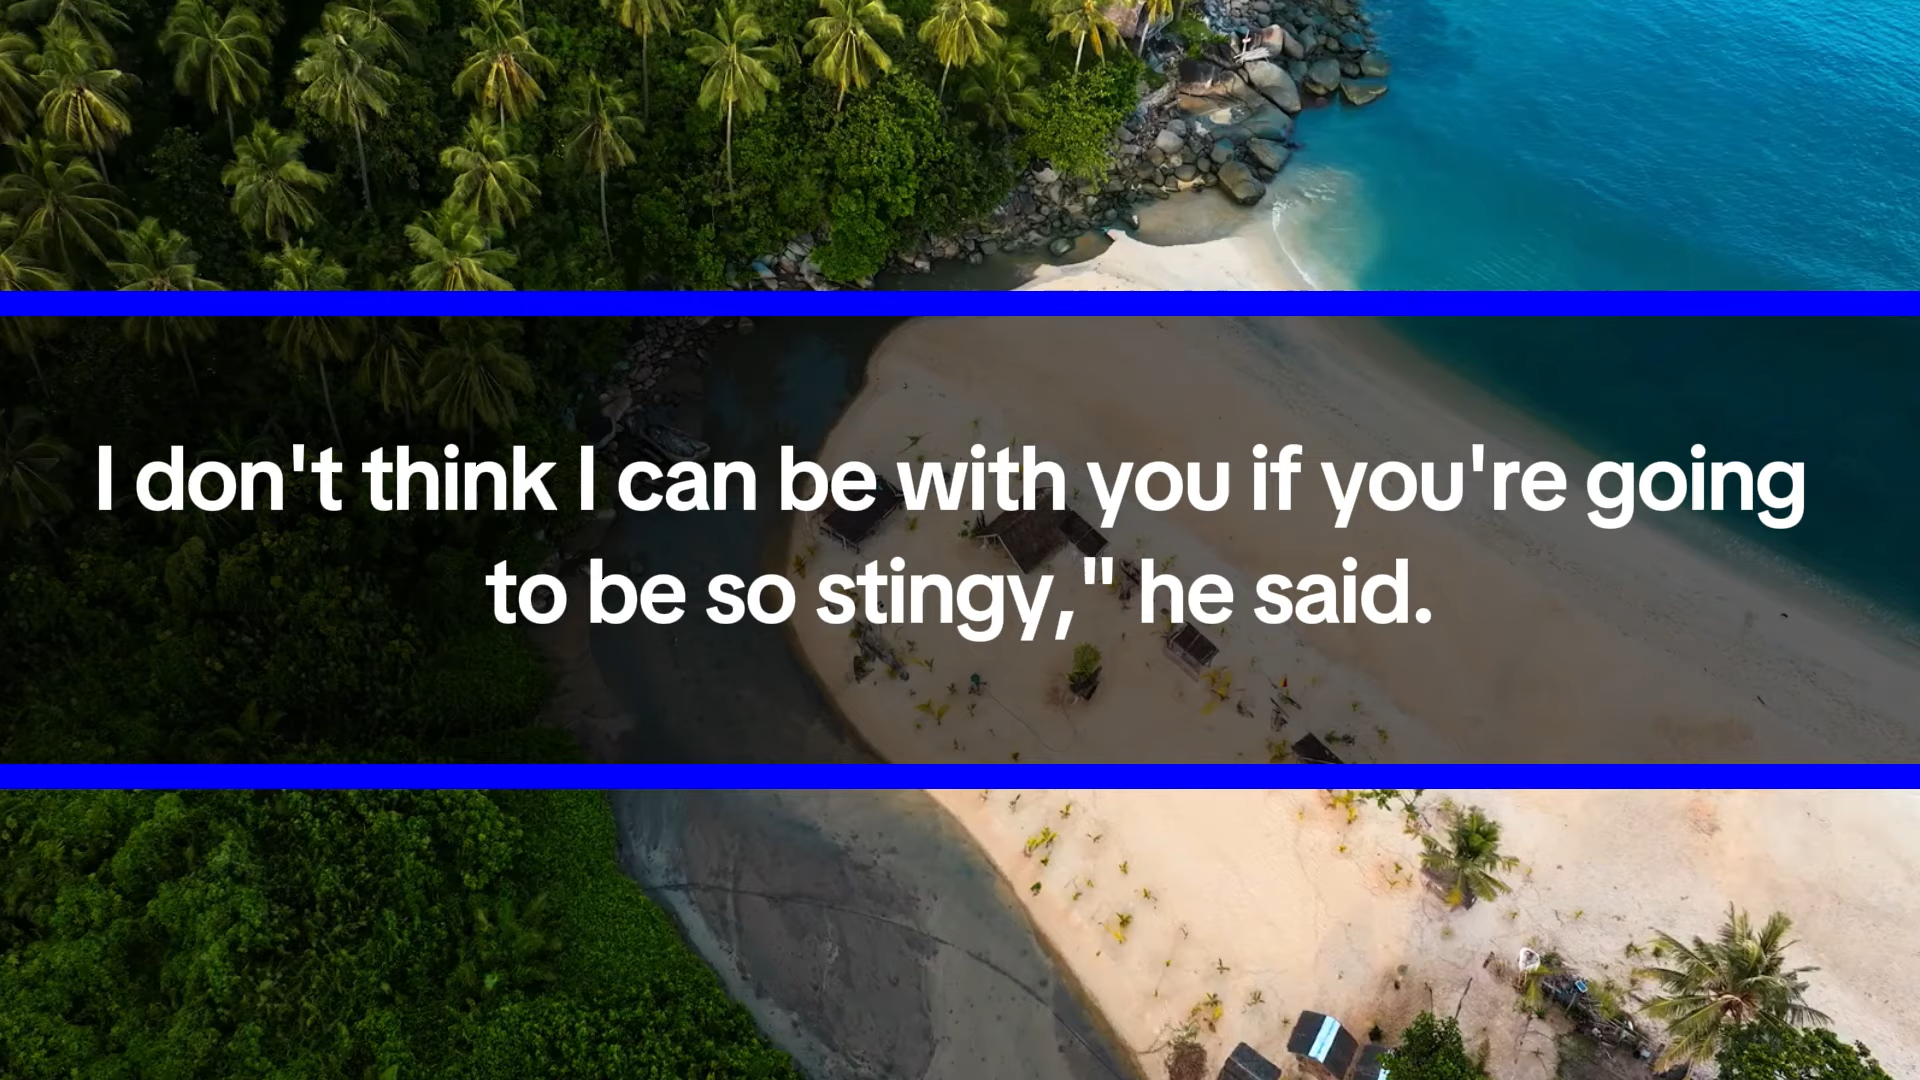 I don't think I can be with you if you're going
to be so stingy," he said.